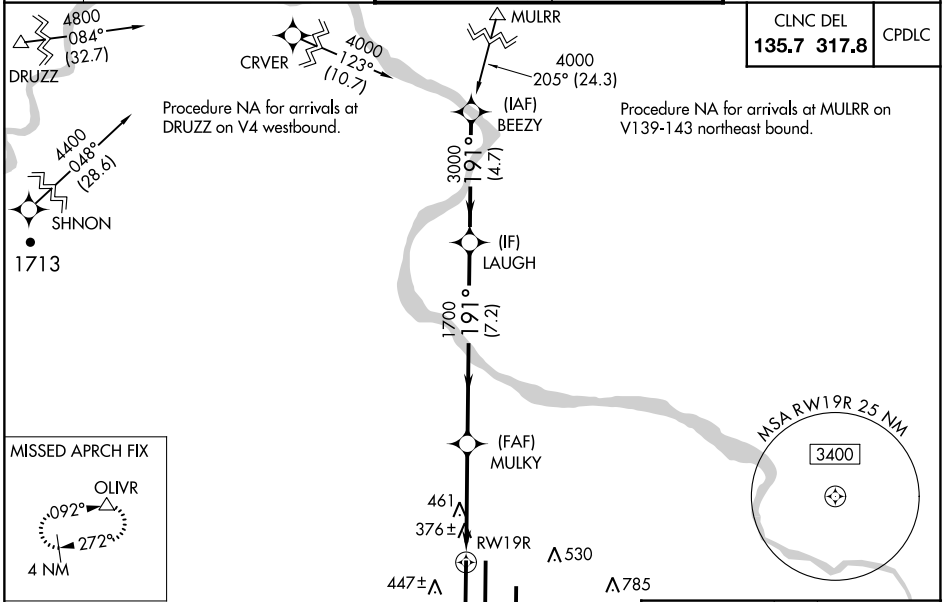 4800
084°
(32.7)
DRUZZ
CRVER
4000
123°
(10.7)
MULRR
4000
205° (24.3)
CLNC DEL
135.7 317.8
CPDLC
Procedure NA for arrivals at
DRUZZ on V4 westbound.
(IAF)
BEEZY
Procedure NA for arrivals at MULRR on
V139-143 northeast bound.
4400
048°
(28.6)
SHNON
1713
3000
191°
(4.7)
(IF)
LAUGH
1700
191°
(7.2)
(FAF)
MULKY
MSA RW19R 25 NM
3400
MISSED APRCH FIX
OLIVR
092°
272°
4 NM
461
376±
RW19R
530
447±
785